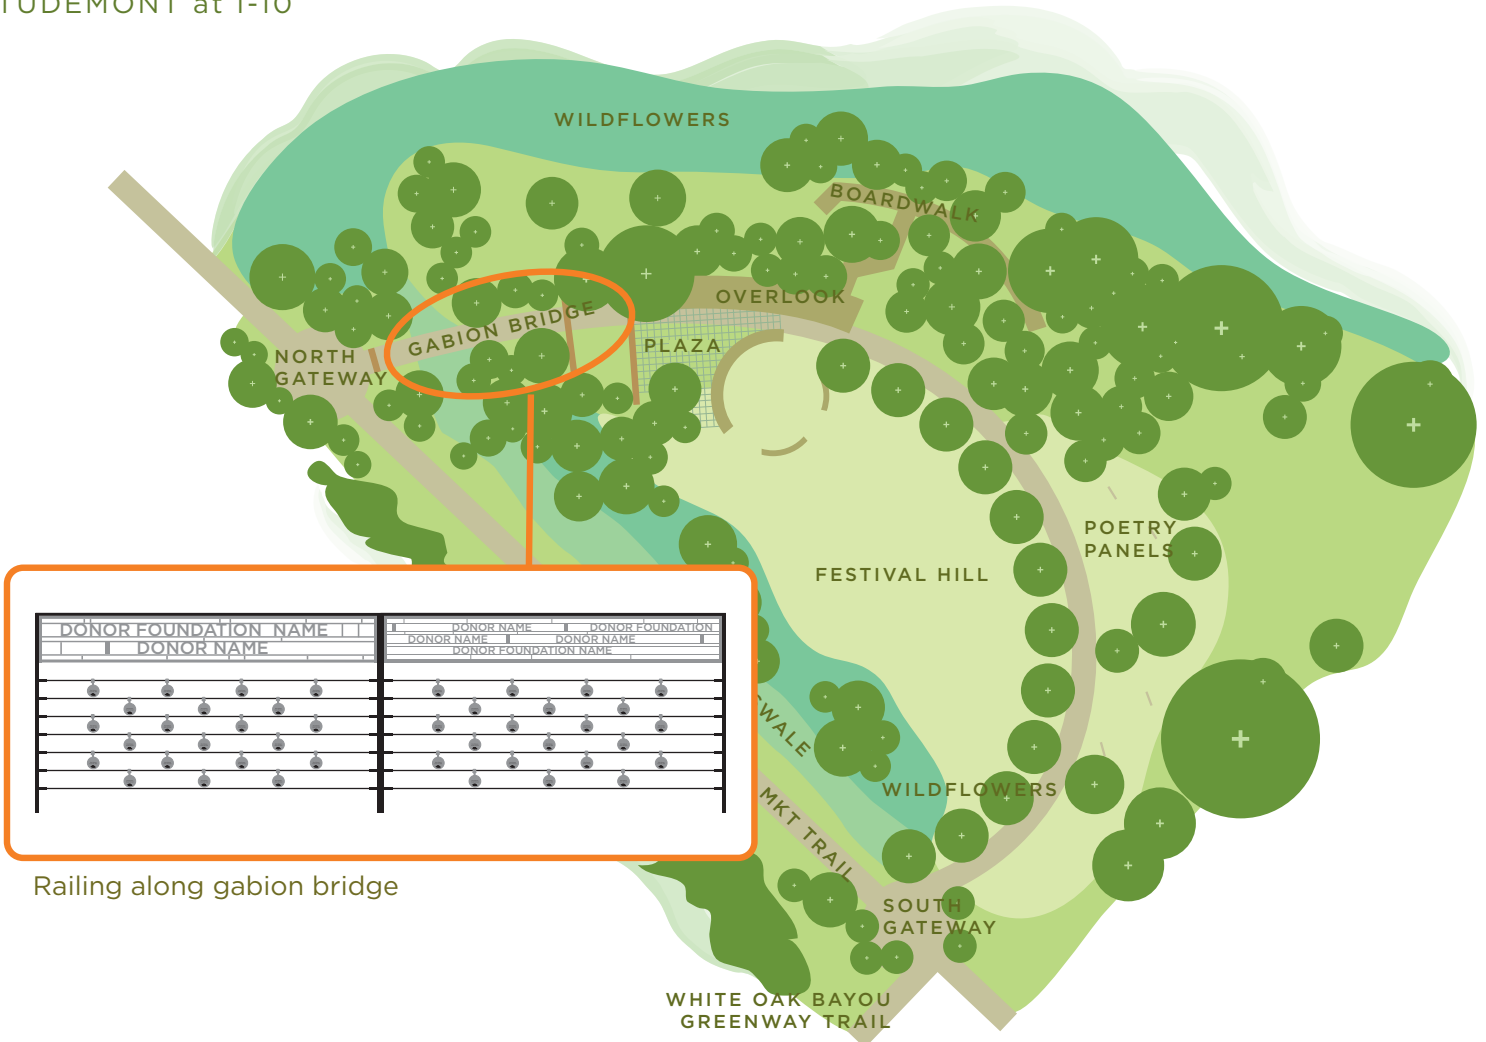 TUDEMONT at I-10
WILDFLOWERS
BOARDWALK
OVERLOOK
GABION BRIDGE
PLAZA
NORTH
GATEWAY
POETRY
PANELS
FESTIVAL HILL
DONOR FOUNDATION NAME
DONOR NAME
DONOR NAME DONOR FOUNDATION
DONOR NAME DONOR NAME
DONOR FOUNDATION NAME
SWALE
WILDFLOWERS
MKT TRAIL
Railing along gabion bridge
SOUTH
GATEWAY
WHITE OAK BAYOU
GREENWAY TRAIL